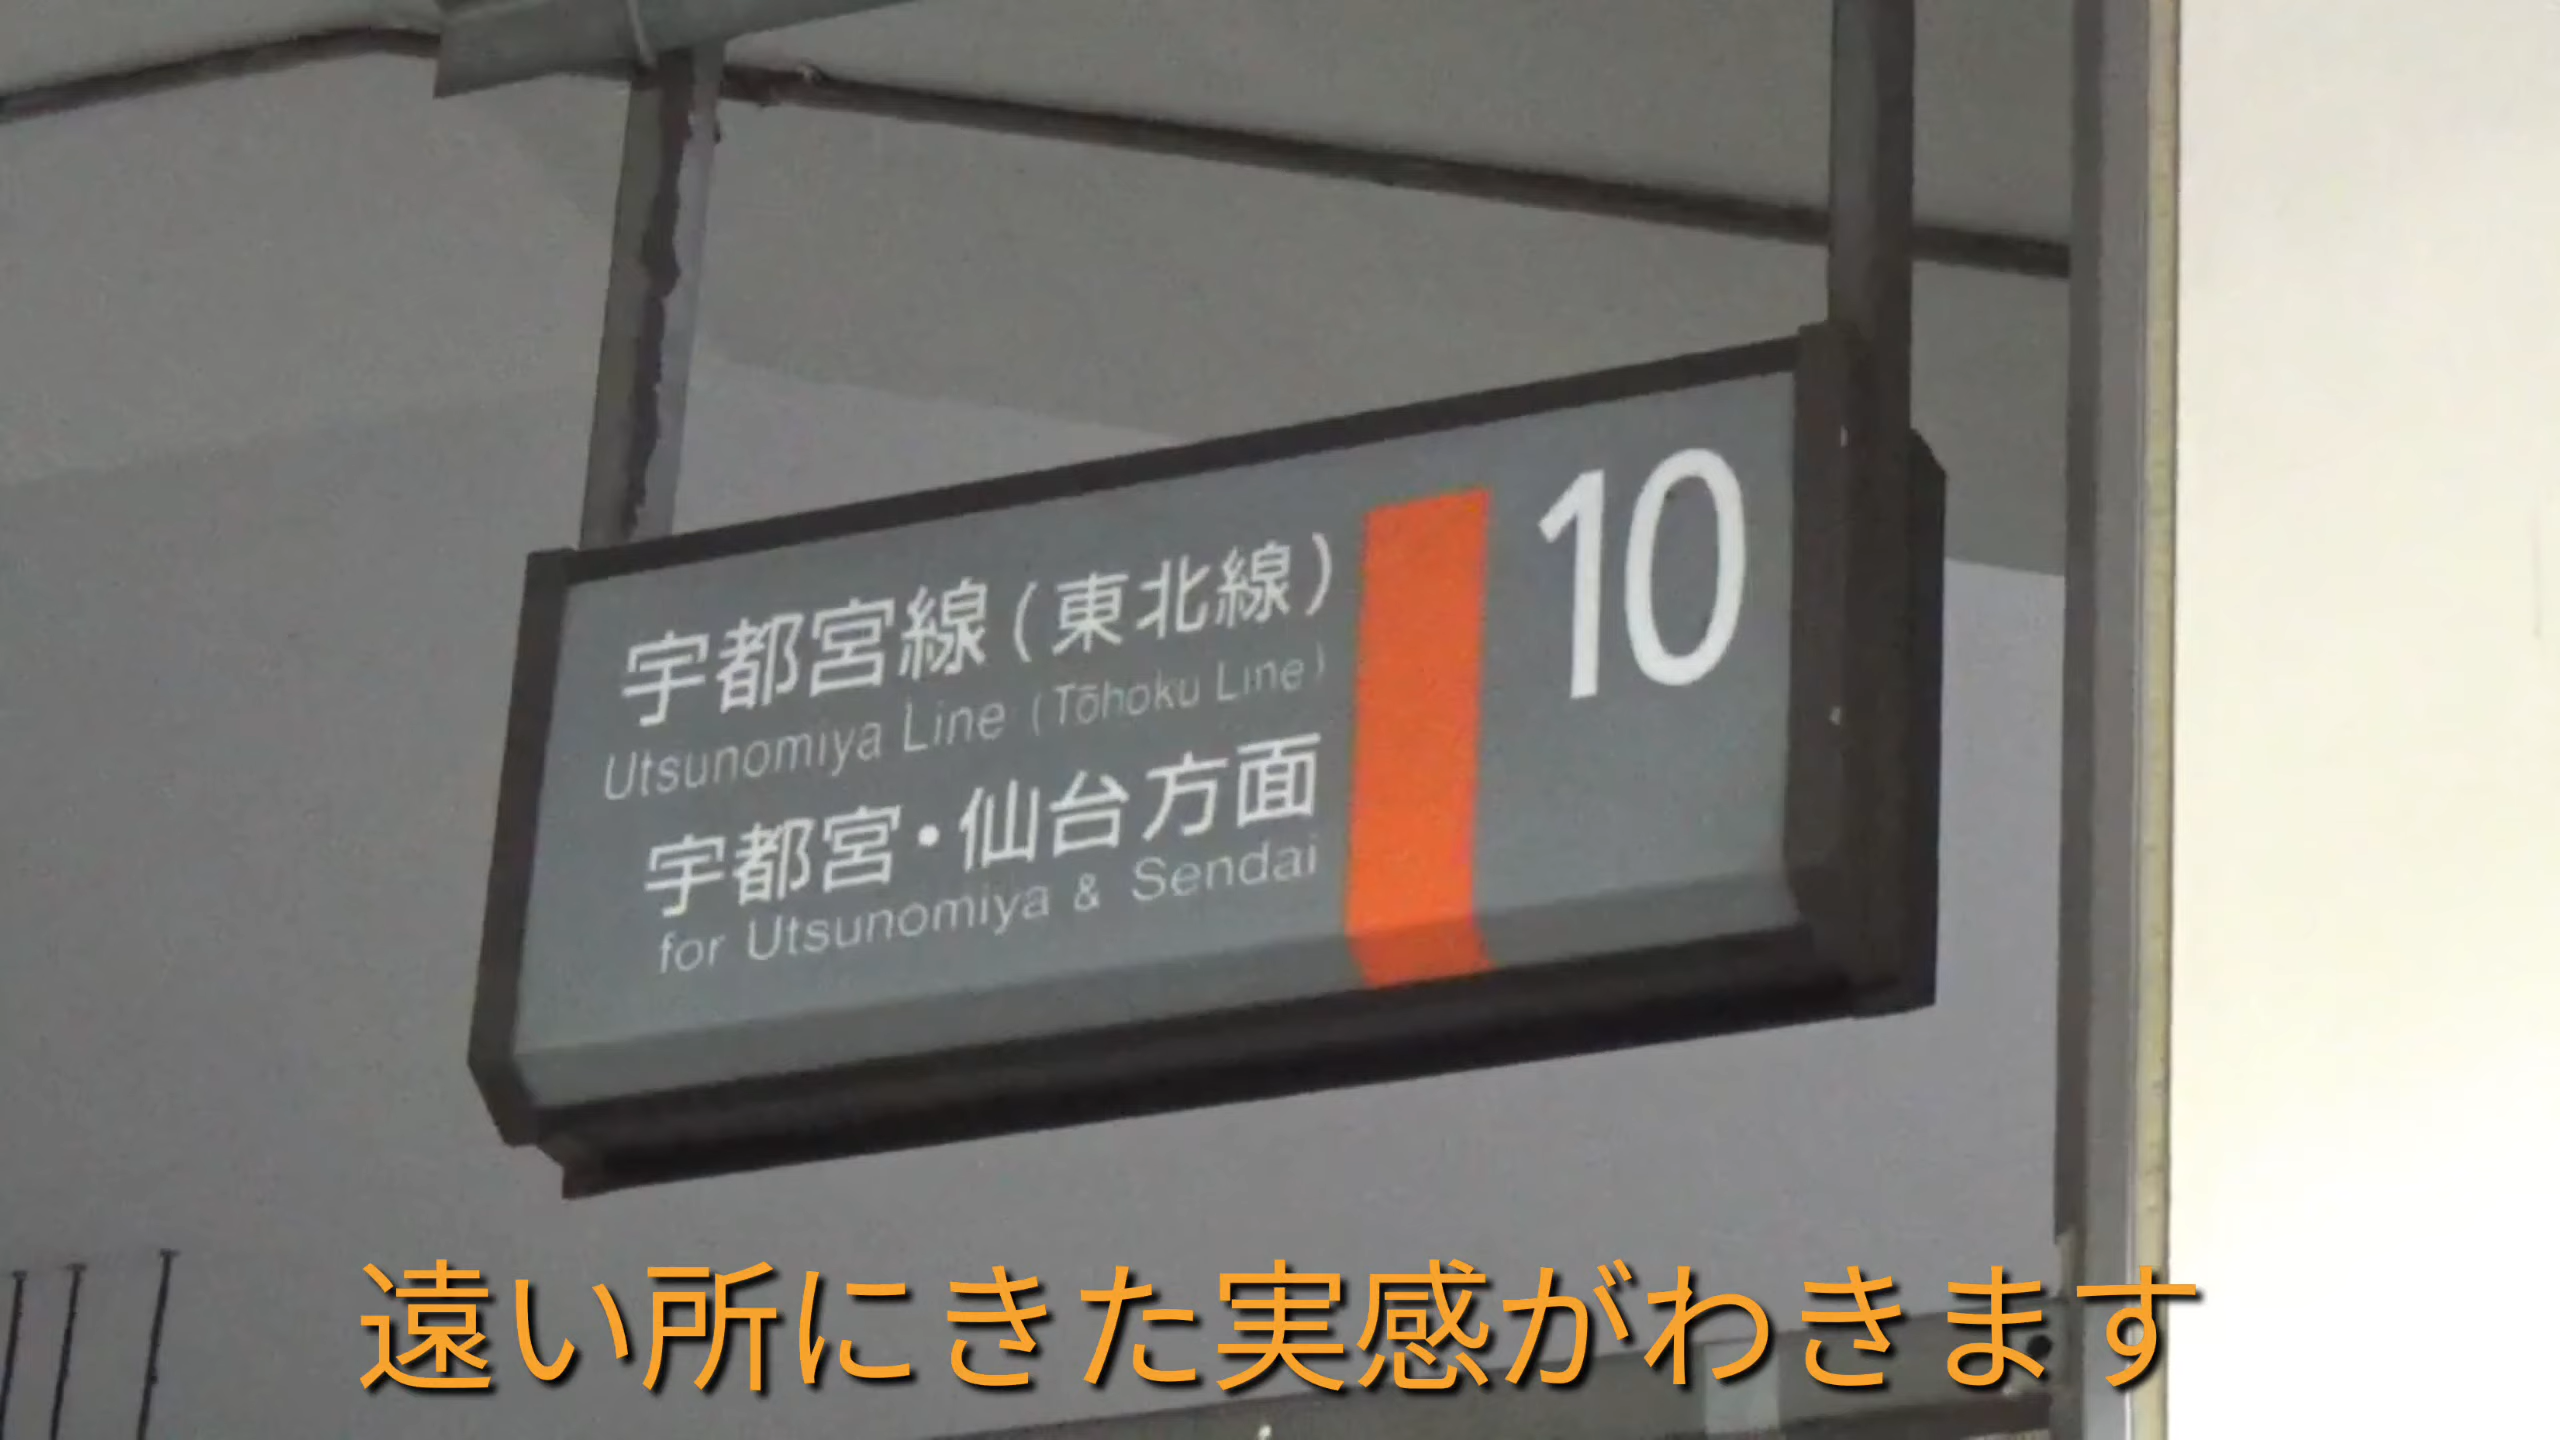 宇都宮線(東北線)
Utsunomiya Line (Tōhoku Line)
宇都宮・仙台方面
for Utsunomiya & Sendai
10
遠い所にきた実感がわきます